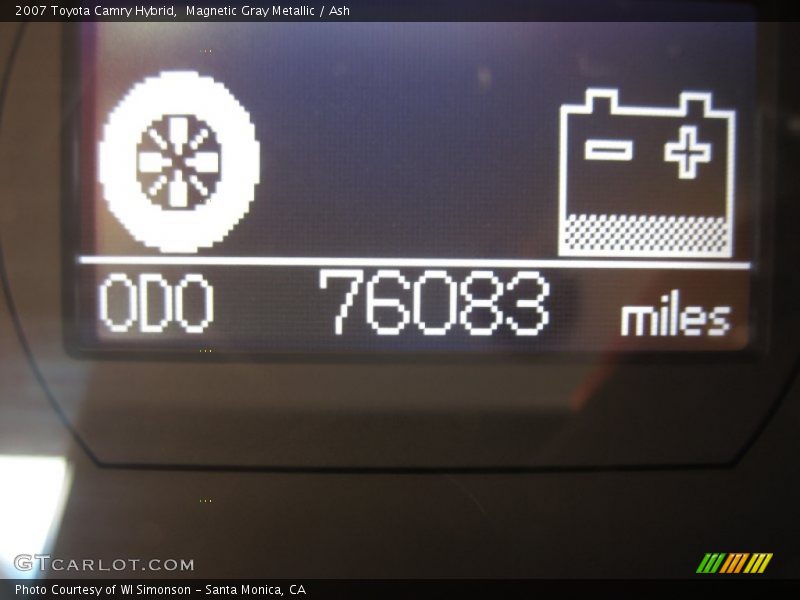 2007 Toyota Camry Hybrid,  Magnetic Gray Metallic / Ash
ODO 76083 miles
GTCARLOT.COM
Photo Courtesy of WI Simonson - Santa Monica, CA